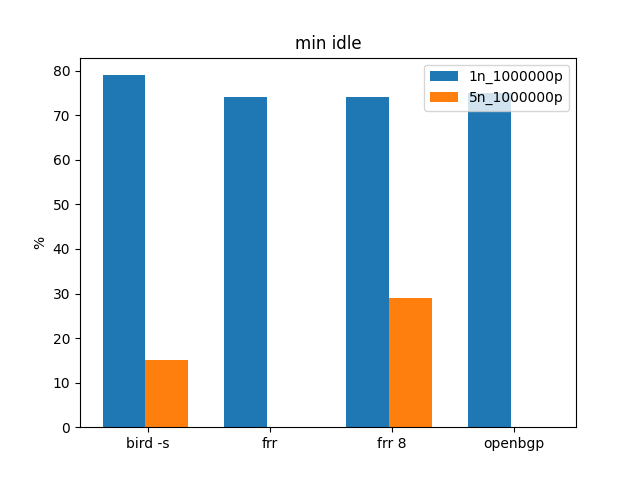 min idle
1n_1000000p
5n_1000000p
80
70
60
50
40
30
20
10
0
%
bird -s
frr
frr 8
openbgp